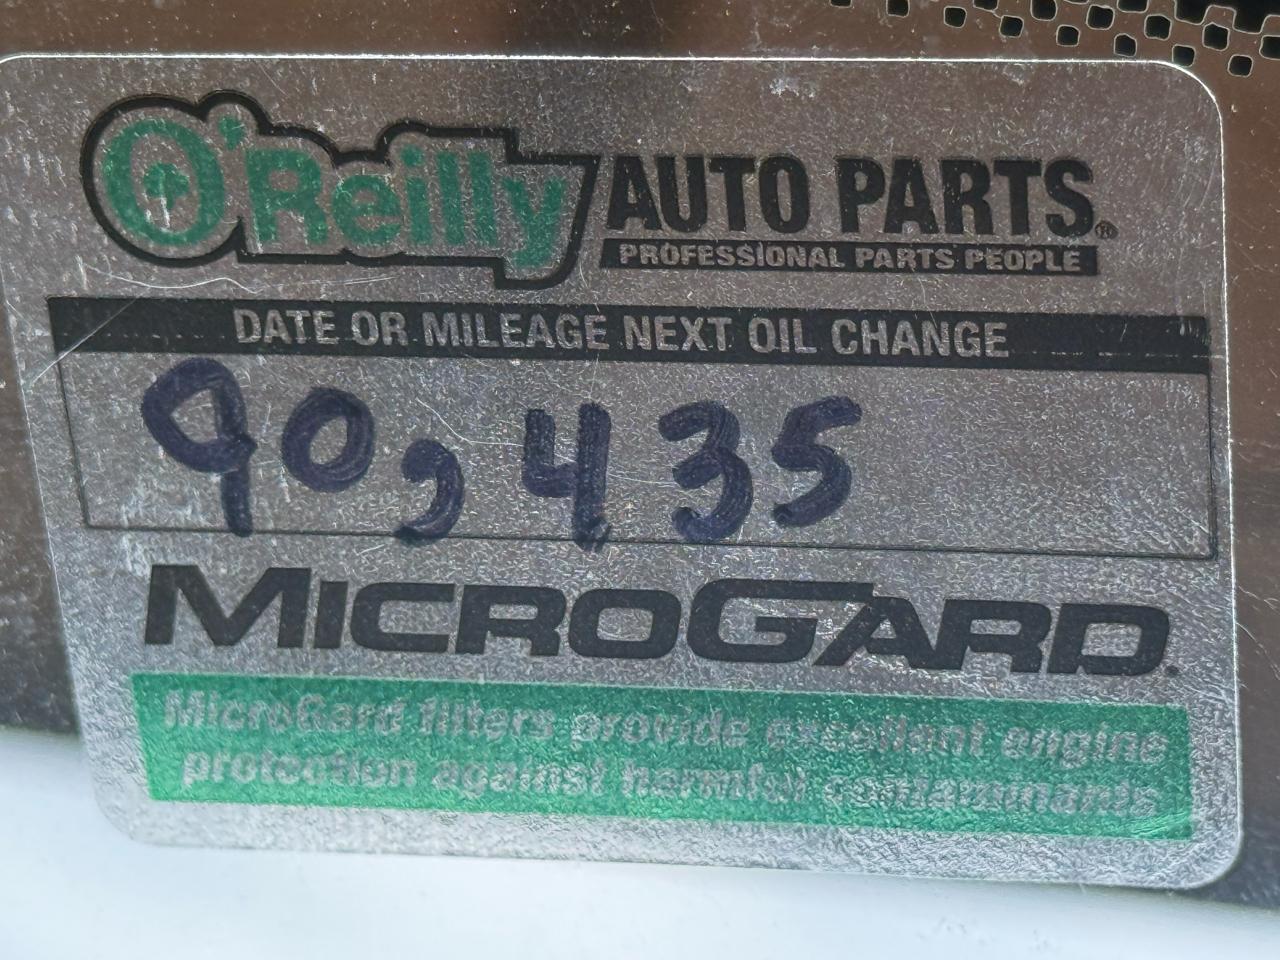 O'Reilly AUTO PARTS®
PROFESSIONAL PARTS PEOPLE
DATE OR MILEAGE NEXT OIL CHANGE
90,435
MICROGARD.
MicroGard filters provide excellent engine
protection against harmful contaminants